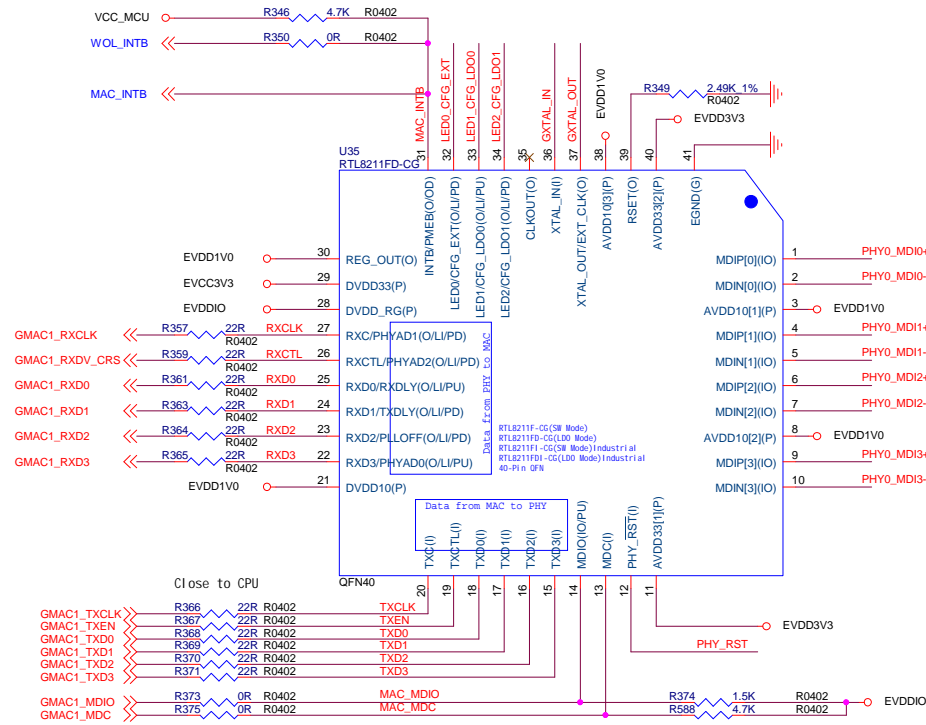 VCC_MCU R346 4.7K R0402
WOL_INTB R350 0R R0402
MAC_INTB
MAC_INTB
LED0_CFG_EXT
LED1_CFG_LDO0
LED2_CFG_LDO1
GXTAL_IN
GXTAL_OUT
EVDD1V0
R349 2.49K_1%
R0402
EVDD3V3
U35
RTL8211FD-CG
31 32 33 34 35 36 37 38 39 40 41
INTB/PMEB(O/OD)
LED0/CFG_EXT(O/LI/PD)
LED1/CFG_LDO0(O/LI/PU)
LED2/CFG_LDO1(O/LI/PD)
CLKOUT(O)
XTAL_IN(I)
XTAL_OUT/EXT_CLK(O)
AVDD10[3](P)
RSET(O)
AVDD33[2](P)
EGND(G)
EVDD1V0 30 REG_OUT(O)
EVCC3V3 29 DVDD33(P)
EVDDIO 28 DVDD_RG(P)
GMAC1_RXCLK R357 22R R0402 RXCLK 27 RXC/PHYAD1(O/LI/PD)
GMAC1_RXDV_CRS R359 22R R0402 RXCTL 26 RXCTL/PHYAD2(O/LI/PD)
GMAC1_RXD0 R361 22R R0402 RXD0 25 RXD0/RXDLY(O/LI/PU)
GMAC1_RXD1 R363 22R R0402 RXD1 24 RXD1/TXDLY(O/LI/PD)
GMAC1_RXD2 R364 22R R0402 RXD2 23 RXD2/PLLOFF(O/LI/PD)
GMAC1_RXD3 R365 22R R0402 RXD3 22 RXD3/PHYAD0(O/LI/PU)
EVDD1V0 21 DVDD10(P)
Data from PHY to MAC
RTL8211F-CG(SW Mode)
RTL8211FD-CG(LDO Mode)
RTL8211FI-CG(SW Mode)Industrial
RTL8211FDI-CG(LDO Mode)Industrial
40-Pin QFN
MDIP[0](IO) 1 PHY0_MDI0+
MDIN[0](IO) 2 PHY0_MDI0-
AVDD10[1](P) 3 EVDD1V0
MDIP[1](IO) 4 PHY0_MDI1+
MDIN[1](IO) 5 PHY0_MDI1-
MDIP[2](IO) 6 PHY0_MDI2+
MDIN[2](IO) 7 PHY0_MDI2-
AVDD10[2](P) 8 EVDD1V0
MDIP[3](IO) 9 PHY0_MDI3+
MDIN[3](IO) 10 PHY0_MDI3-
Data from MAC to PHY
TXC(I)
TXCTL(I)
TXD0(I)
TXD1(I)
TXD2(I)
TXD3(I)
MDIO(IO/PU)
MDC(I)
PHY_RST(I)
AVDD33[1](P)
QFN40
20 19 18 17 16 15 14 13 12 11
Close to CPU
GMAC1_TXCLK R366 22R R0402 TXCLK
GMAC1_TXEN R367 22R R0402 TXEN
GMAC1_TXD0 R368 22R R0402 TXD0
GMAC1_TXD1 R369 22R R0402 TXD1
GMAC1_TXD2 R370 22R R0402 TXD2
GMAC1_TXD3 R371 22R R0402 TXD3
EVDD3V3
PHY_RST
GMAC1_MDIO R373 0R R0402 MAC_MDIO R374 1.5K R0402 EVDDIO
GMAC1_MDC R375 0R R0402 MAC_MDC R588 4.7K R0402